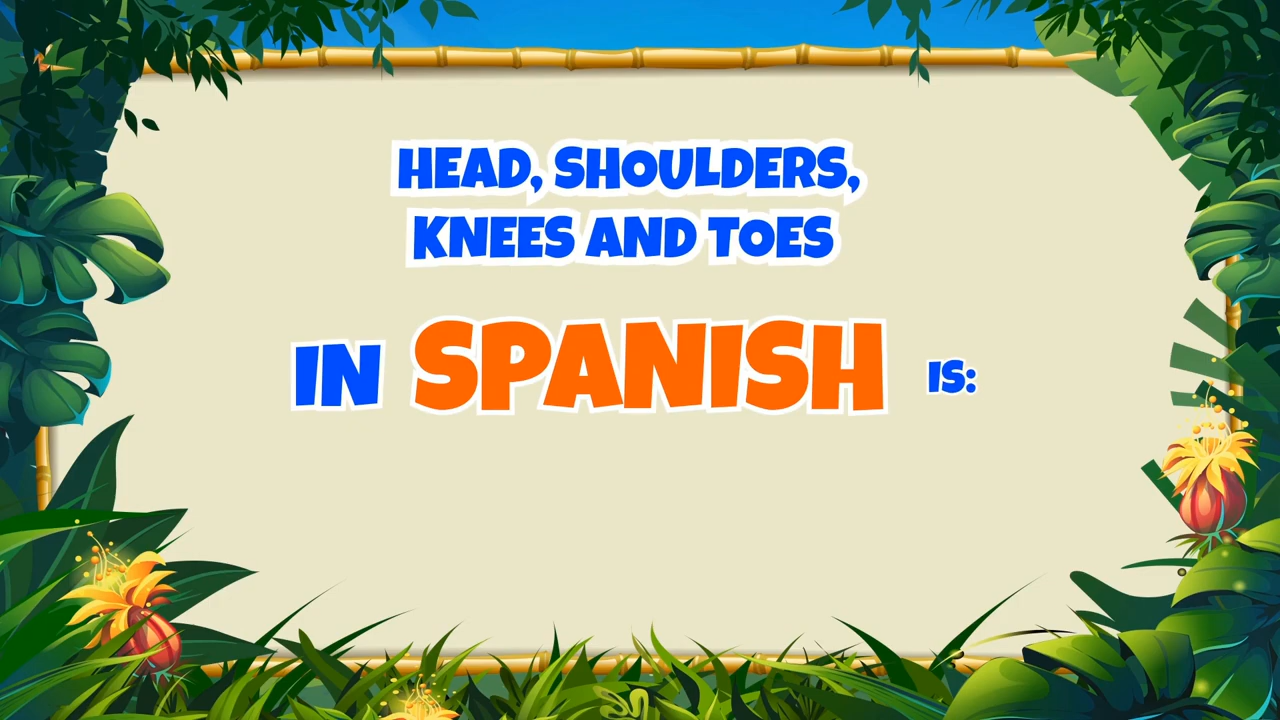 HEAD, SHOULDERS,
KNEES AND TOES
IN SPANISH IS: